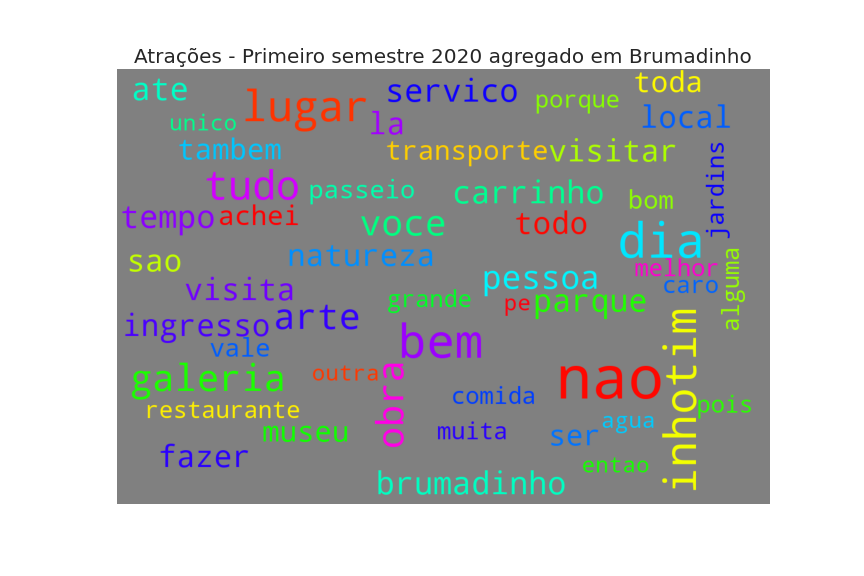 Atrações - Primeiro semestre 2020 agregado em Brumadinho
ate
lugar
servico
toda
porque
unico
la
local
tambem
transporte
visitar
jardins
tudo
passeio
carrinho
bom
tempo
achei
voce
todo
dia
sao
natureza
melhor
pessoa
caro
alguma
visita
grande
pe
parque
ingresso
arte
vale
bem
inhotim
galeria
outra
obra
nao
comida
restaurante
pois
museu
muita
ser
agua
fazer
entao
brumadinho